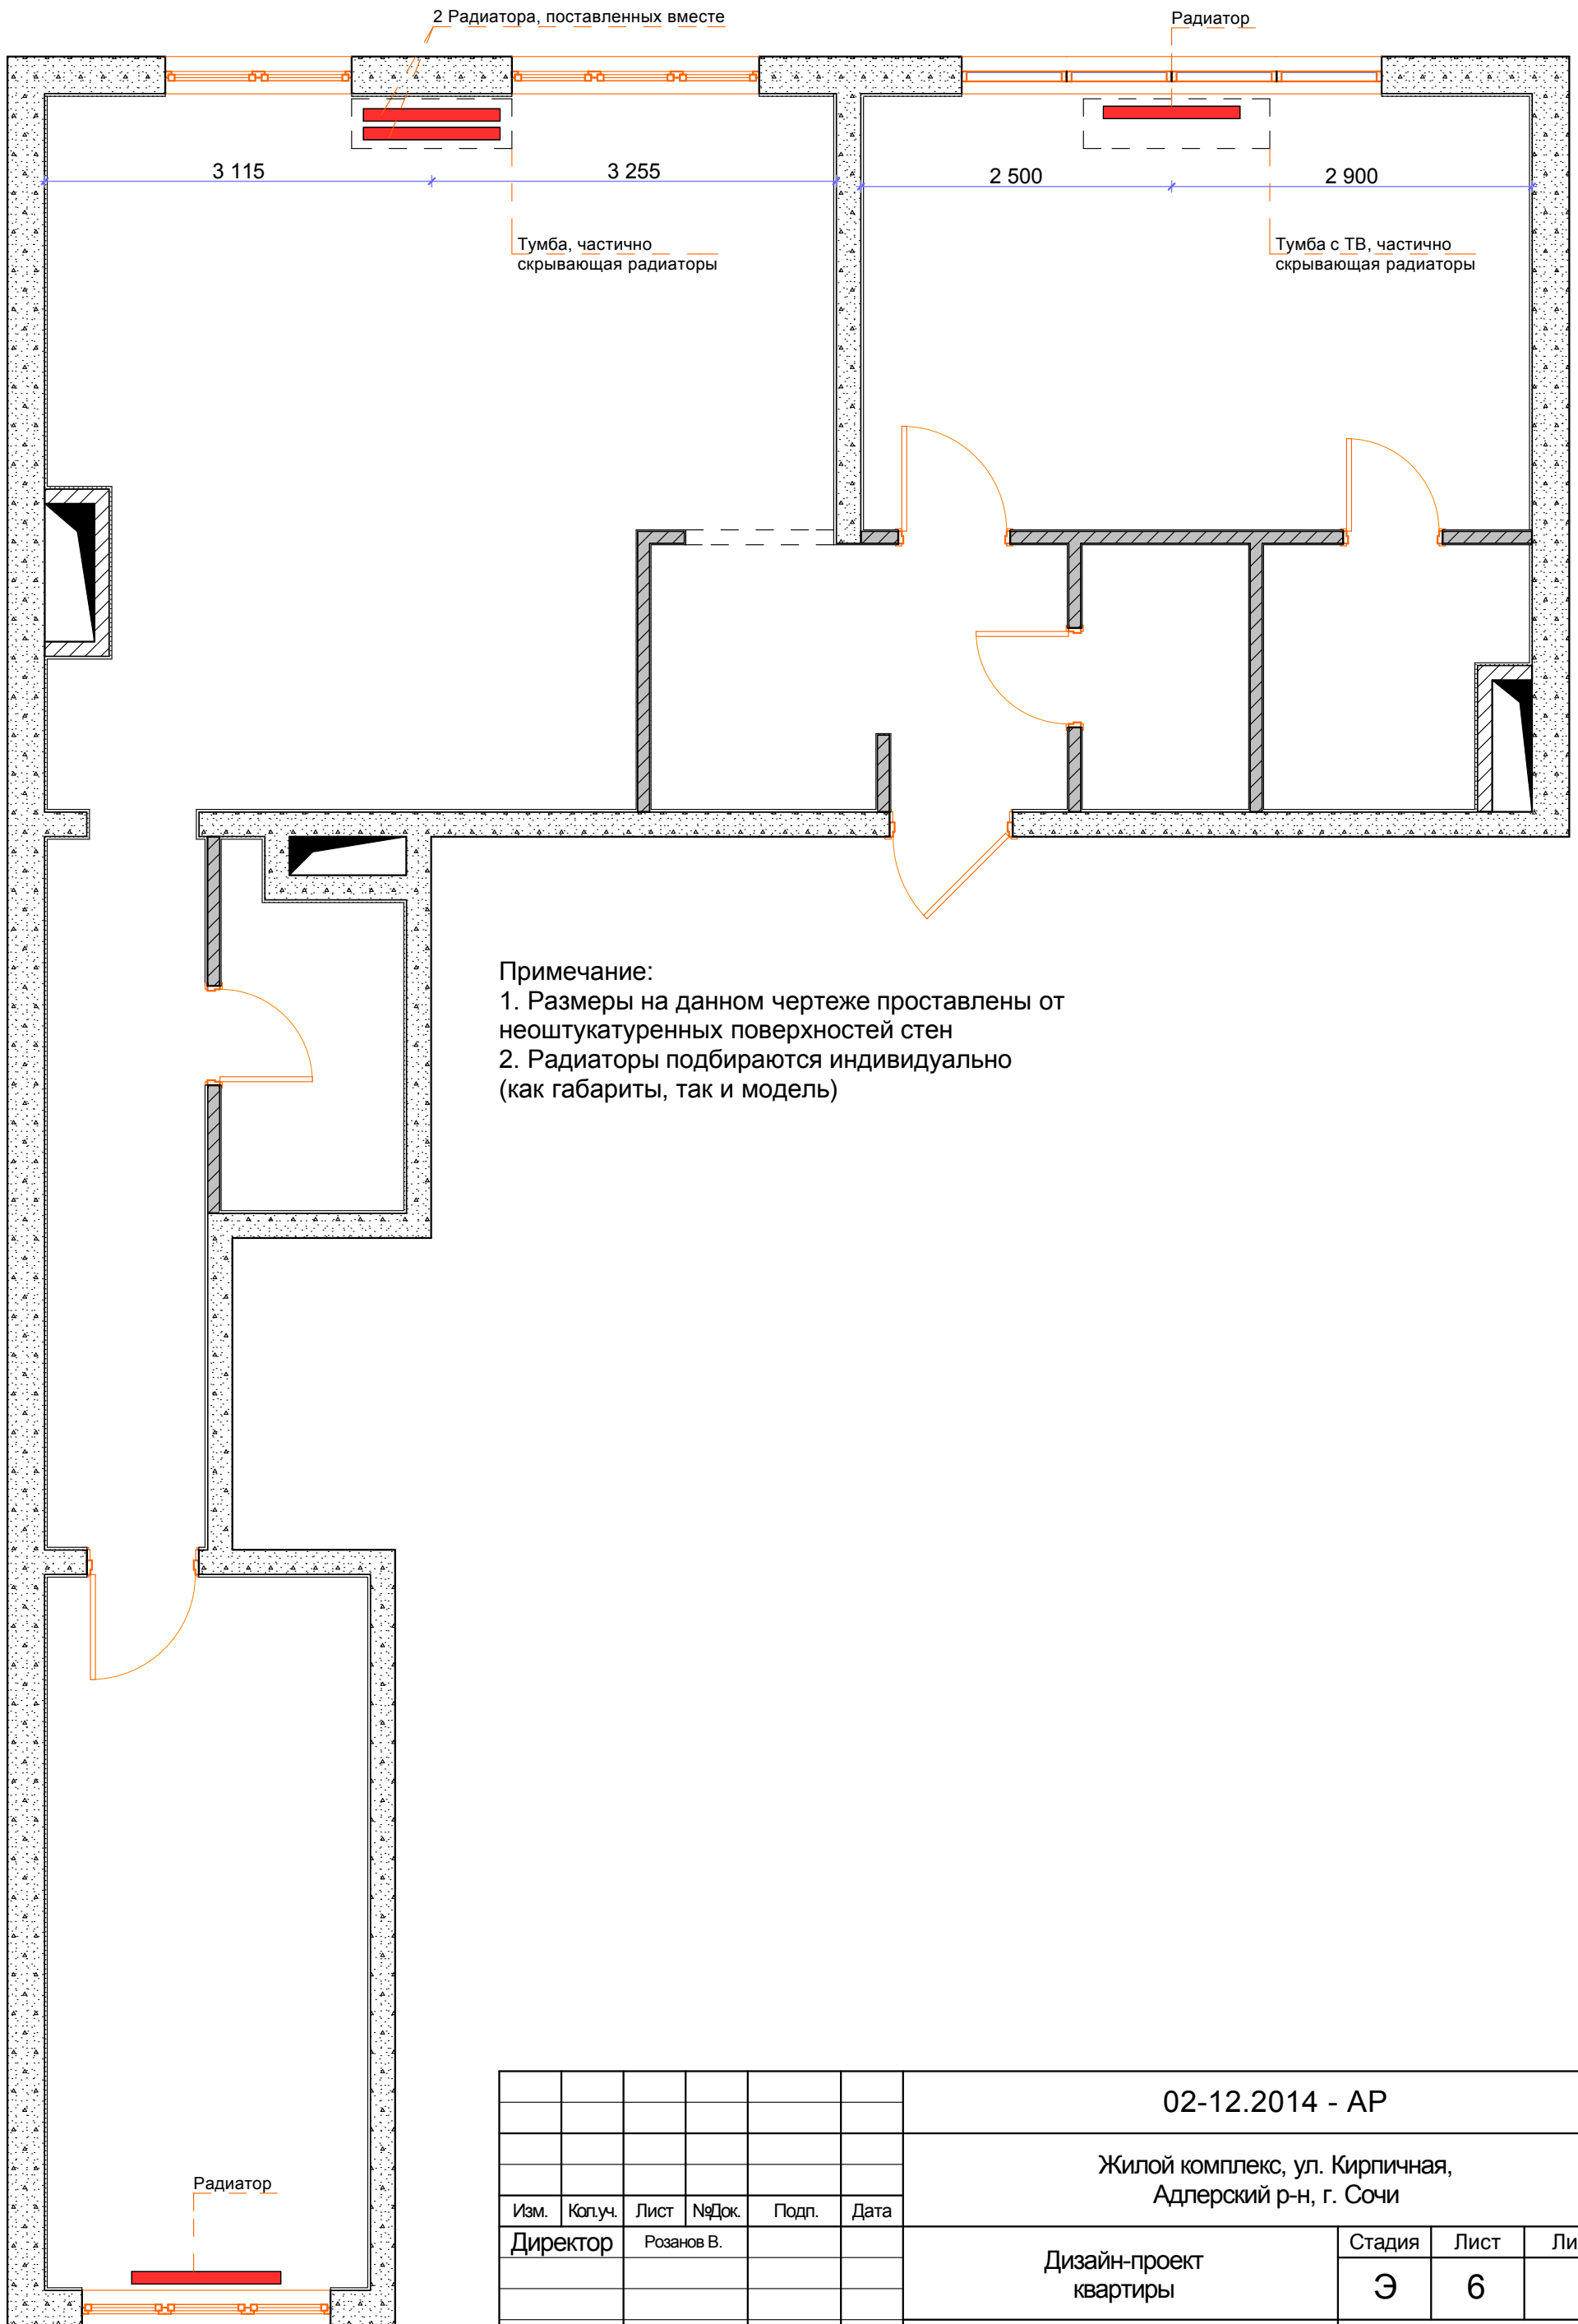 2 Радиатора, поставленных вместе
Радиатор
3 115
3 255
2 500
2 900
Тумба, частично
скрывающая радиаторы
Тумба с ТВ, частично
скрывающая радиаторы
Примечание:
1. Размеры на данном чертеже проставлены от
неоштукатуренных поверхностей стен
2. Радиаторы подбираются индивидуально
(как габариты, так и модель)
Радиатор
02-12.2014 - АР
Жилой комплекс, ул. Кирпичная,
Адлерский р-н, г. Сочи
Изм. Кол.уч. Лист №Док. Подп. Дата
Директор Розанов В.
Дизайн-проект
квартиры
Стадия Лист
Э 6